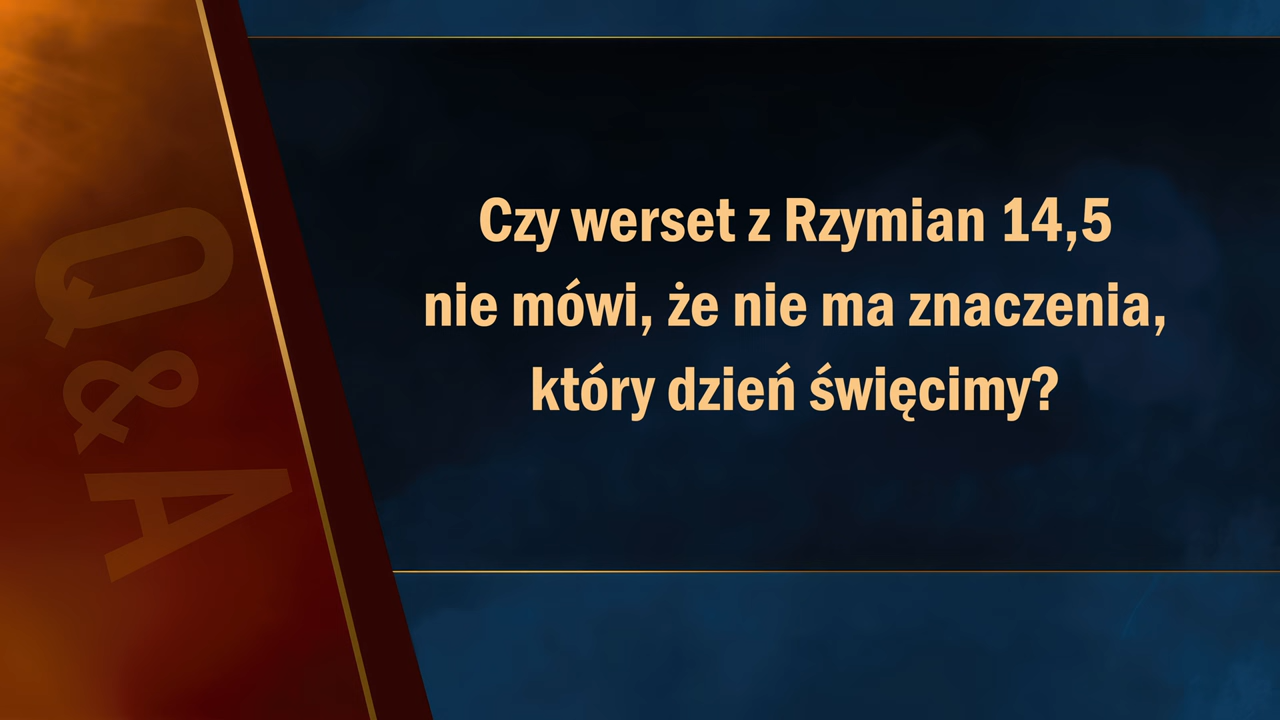 Czy werset z Rzymian 14,5
nie mówi, że nie ma znaczenia,
który dzień święcimy?
Q&A